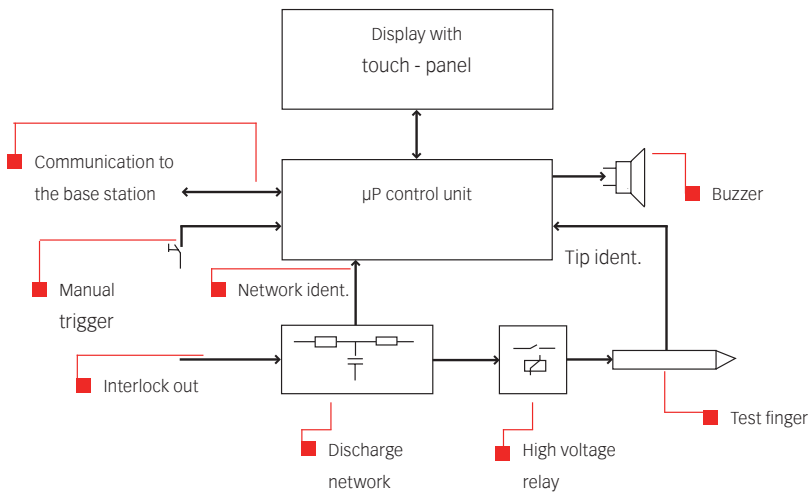 Display with
touch - panel
Communication to
the base station
µP control unit
Buzzer
Tip ident.
Manual
trigger
Network ident.
Interlock out
Test finger
Discharge
network
High voltage
relay